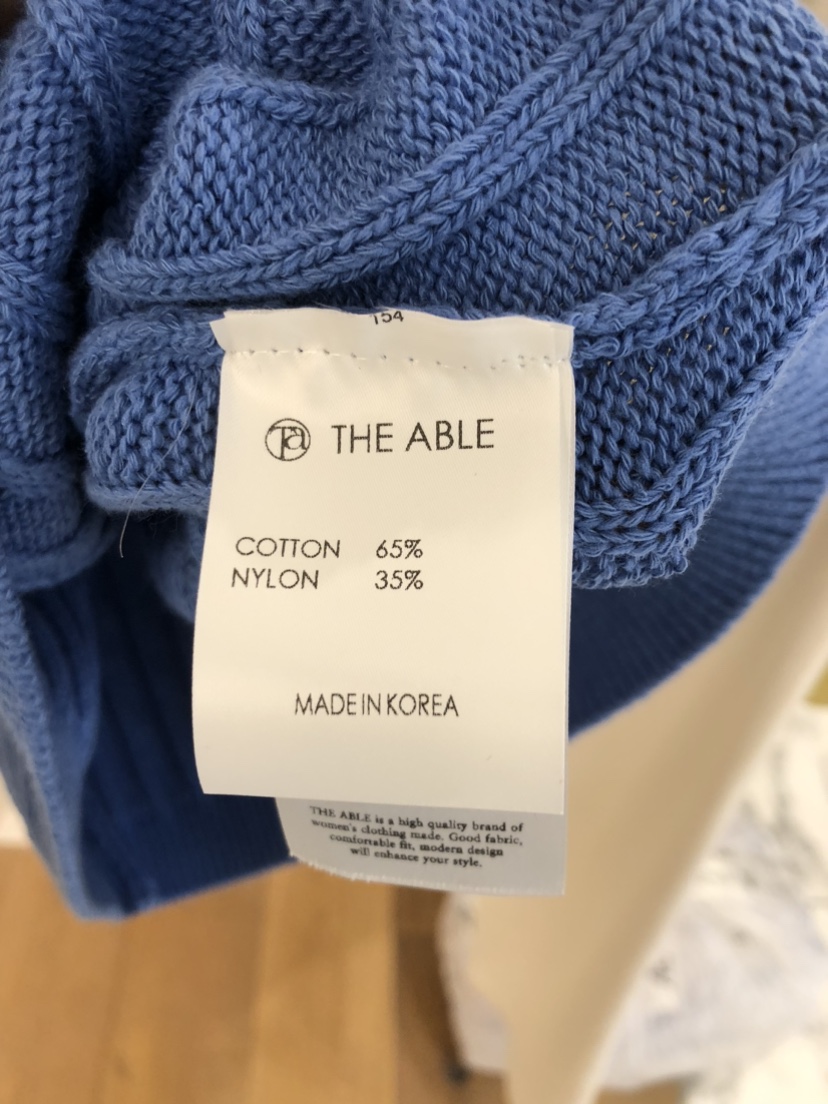 154
Ta THE ABLE
COTTON 65%
NYLON 35%
MADE IN KOREA
THE ABLE is a high quality brand of
women's clothing made. Good fabric,
comfortable fit, modern design
will enhance your style.